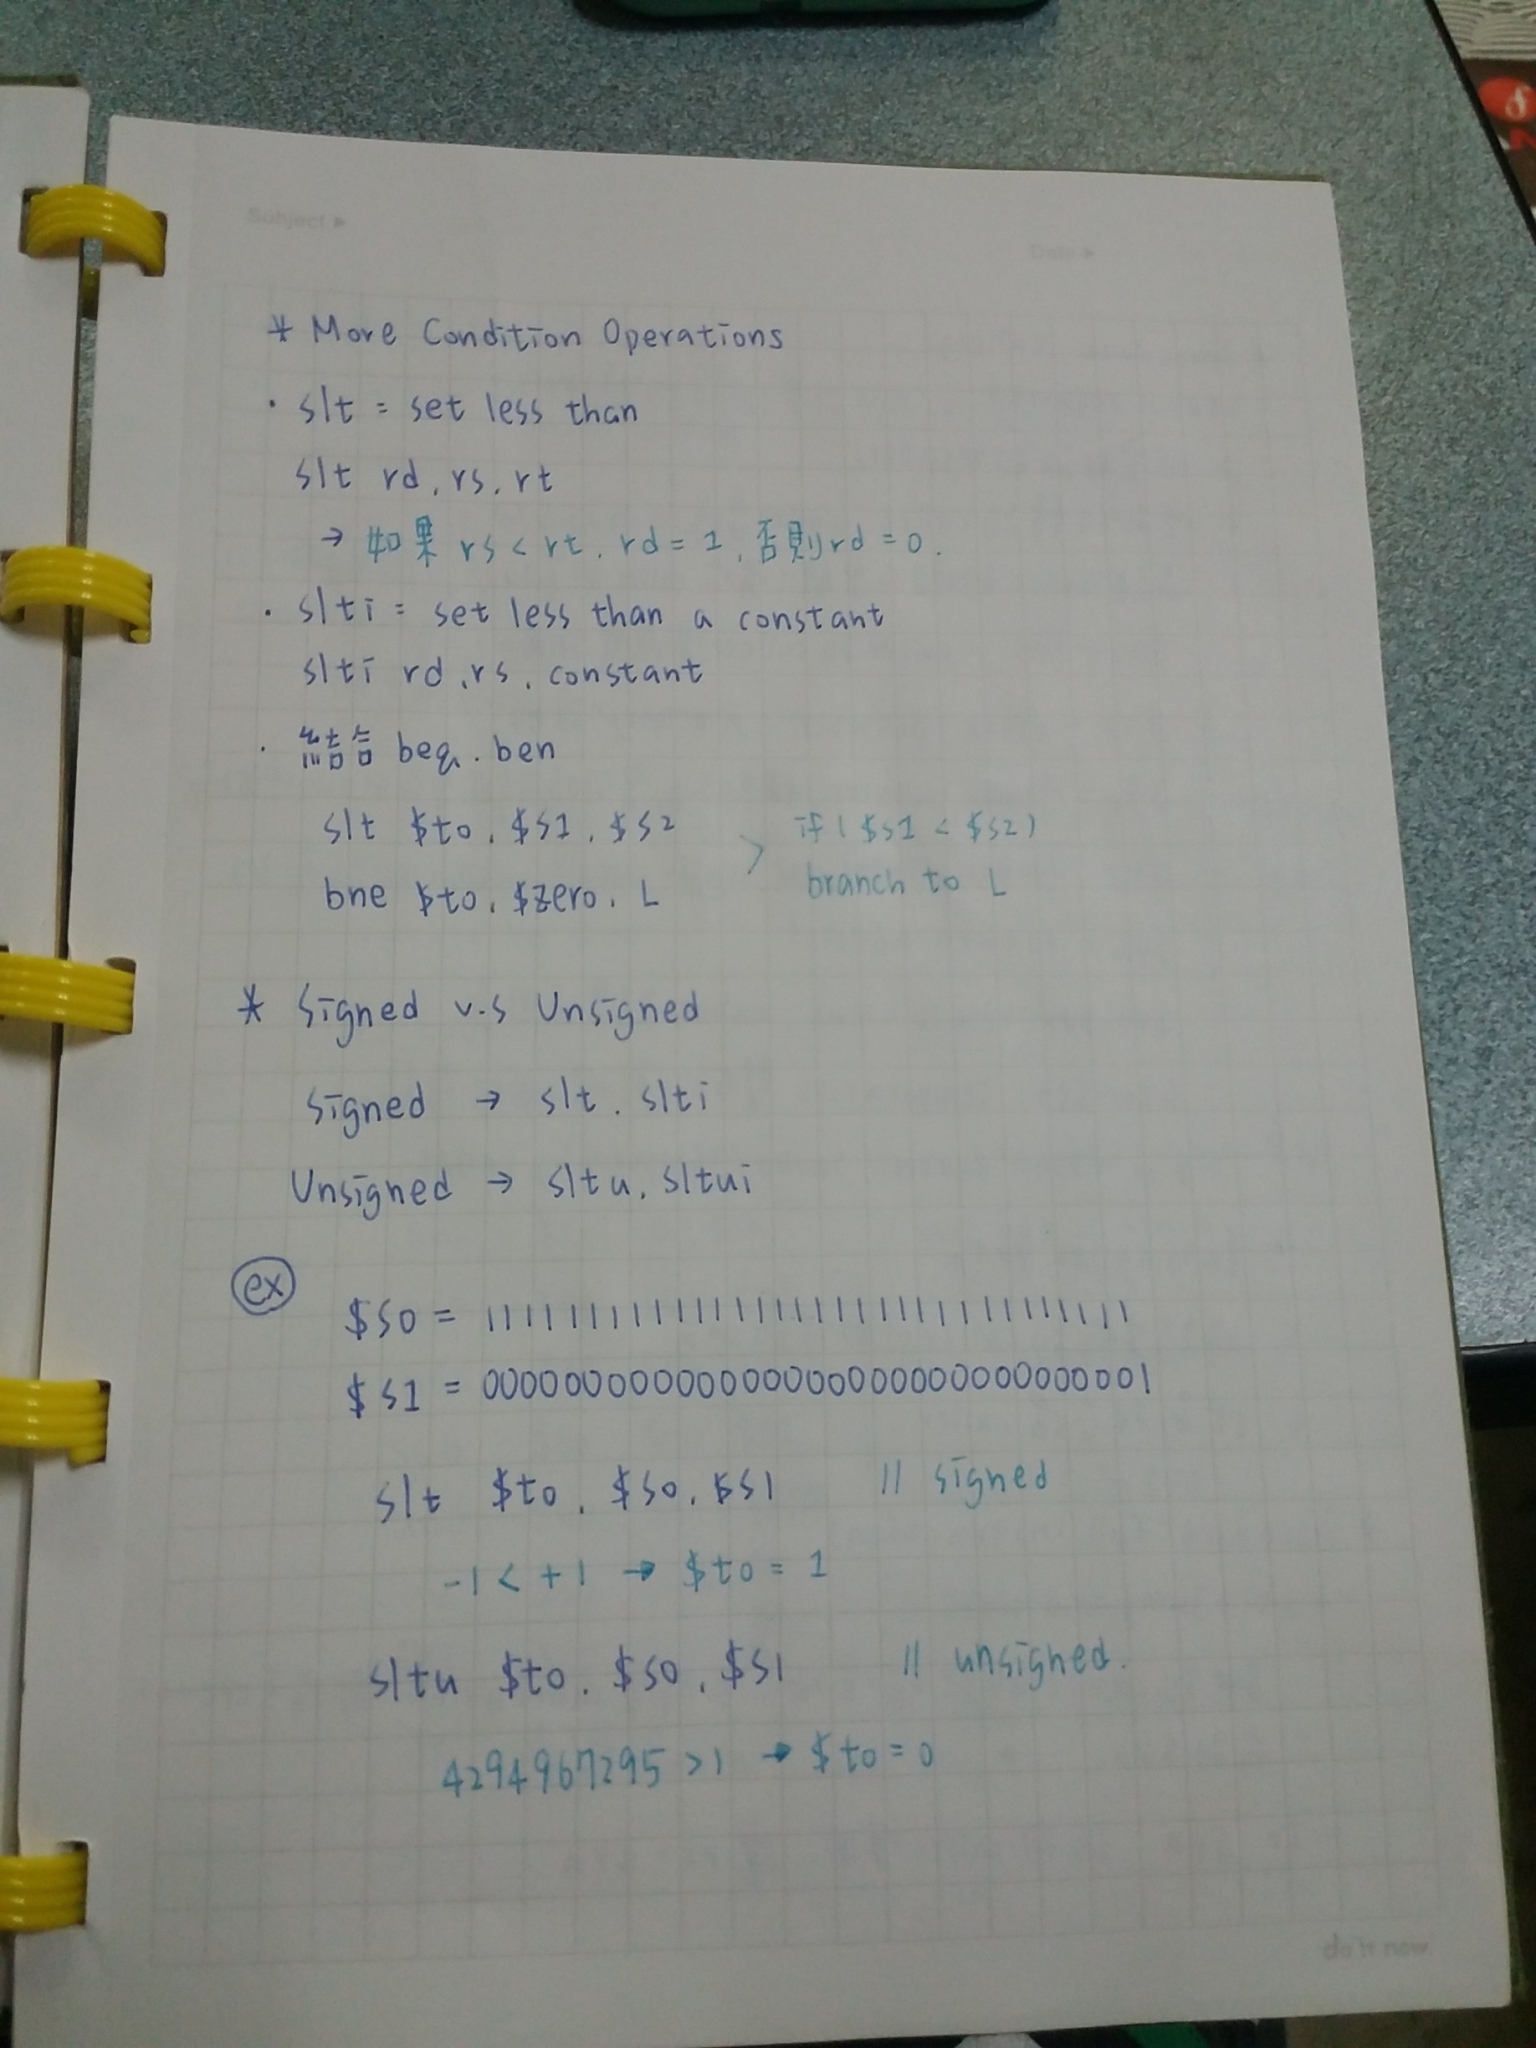 Subject ▸
Date ▸
* More Condition Operations
· slt = set less than
slt rd, rs, rt
→ 如果 rs < rt, rd = 1, 否則 rd = 0.
· slti = set less than a constant
slti rd, rs, constant
· 結合 beq. ben
slt $t0, $s1, $s2 > if ( $s1 < $s2 )
bne $t0, $zero, L branch to L
* Signed v.s Unsigned
signed → slt. slti
Unsigned → sltu, sltui
ex
$s0 = 11111111111111111111111111111111
$s1 = 00000000000000000000000000000001
slt $t0, $s0, $s1 // signed
-1 < +1 → $t0 = 1
sltu $t0, $s0, $s1 // unsigned.
4294967295 > 1 → $t0 = 0
do it now